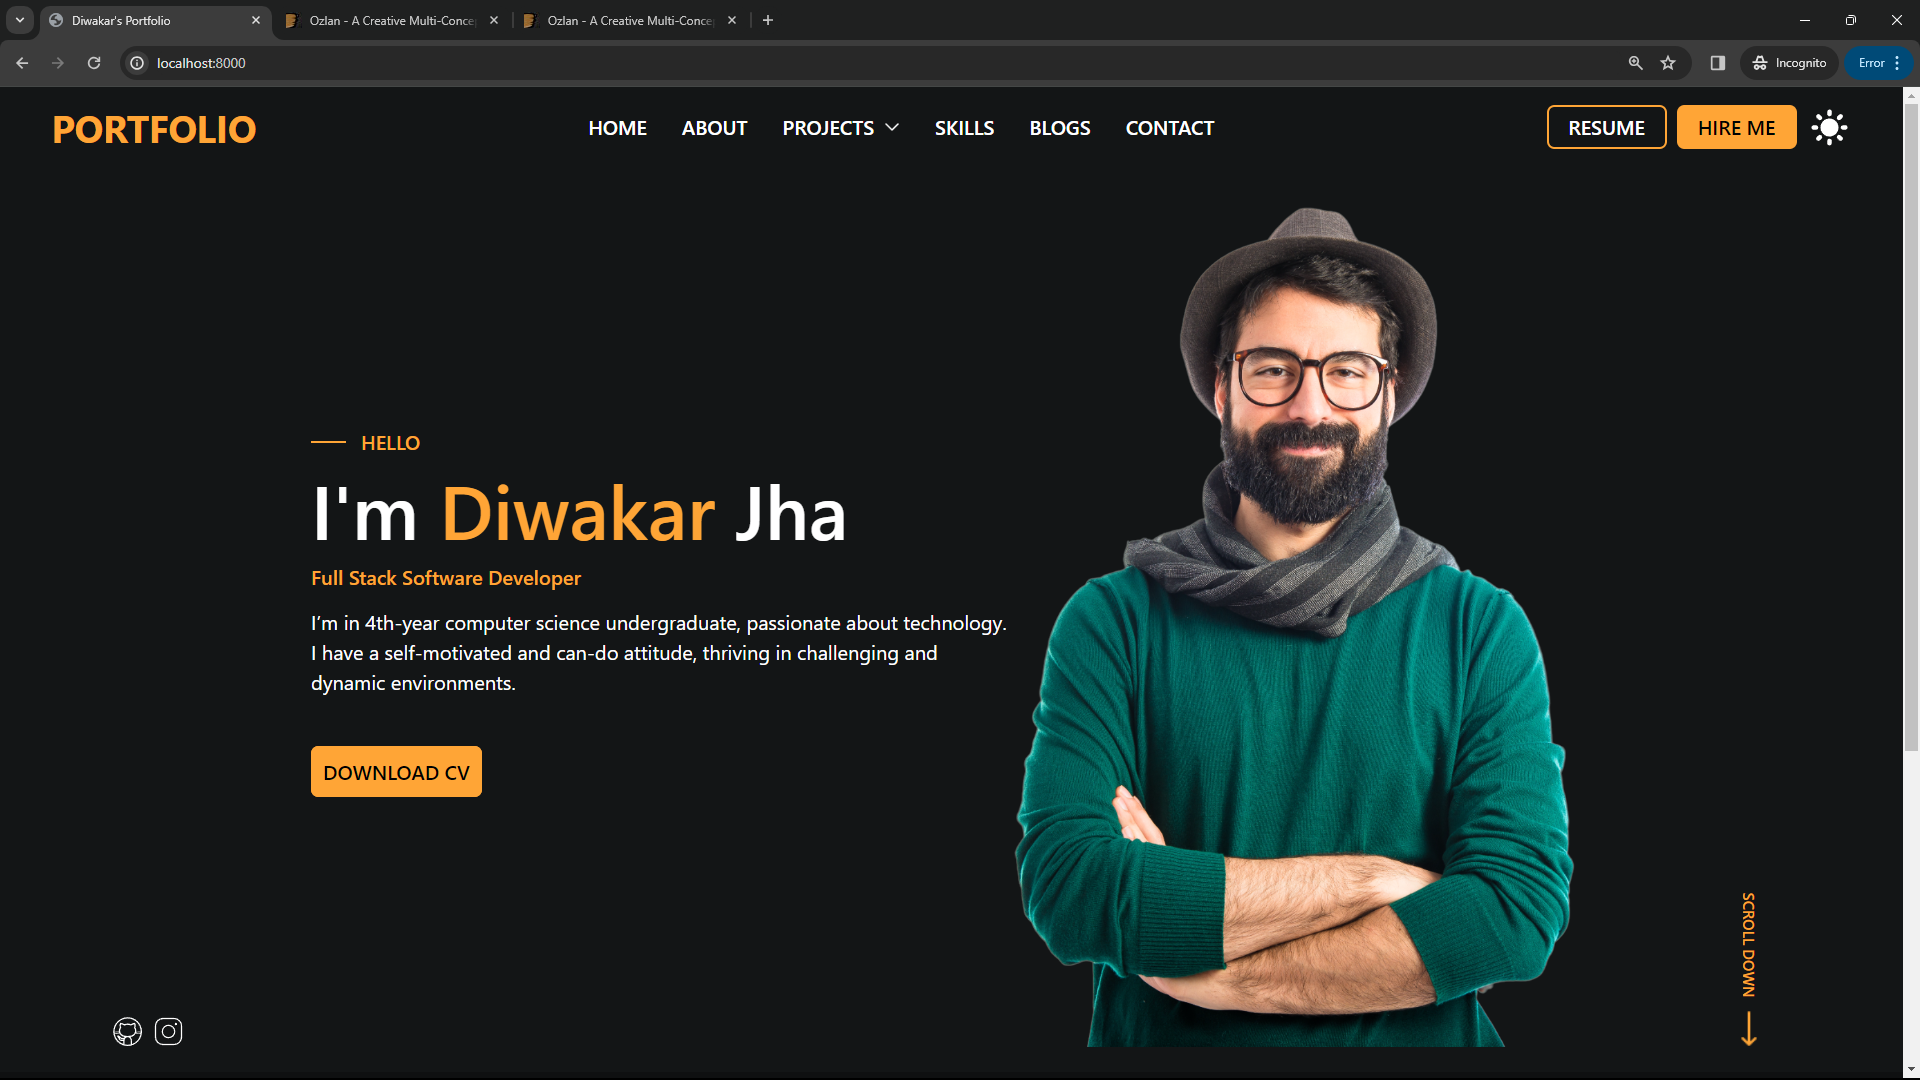 Diwakar's Portfolio
Ozlan - A Creative Multi-Conce
Ozlan - A Creative Multi-Conce
localhost:8000
Incognito
Error
PORTFOLIO
HOME ABOUT PROJECTS SKILLS BLOGS CONTACT
RESUME
HIRE ME
HELLO
I'm Diwakar Jha
Full Stack Software Developer
I’m in 4th-year computer science undergraduate, passionate about technology.
I have a self-motivated and can-do attitude, thriving in challenging and
dynamic environments.
DOWNLOAD CV
SCROLL DOWN